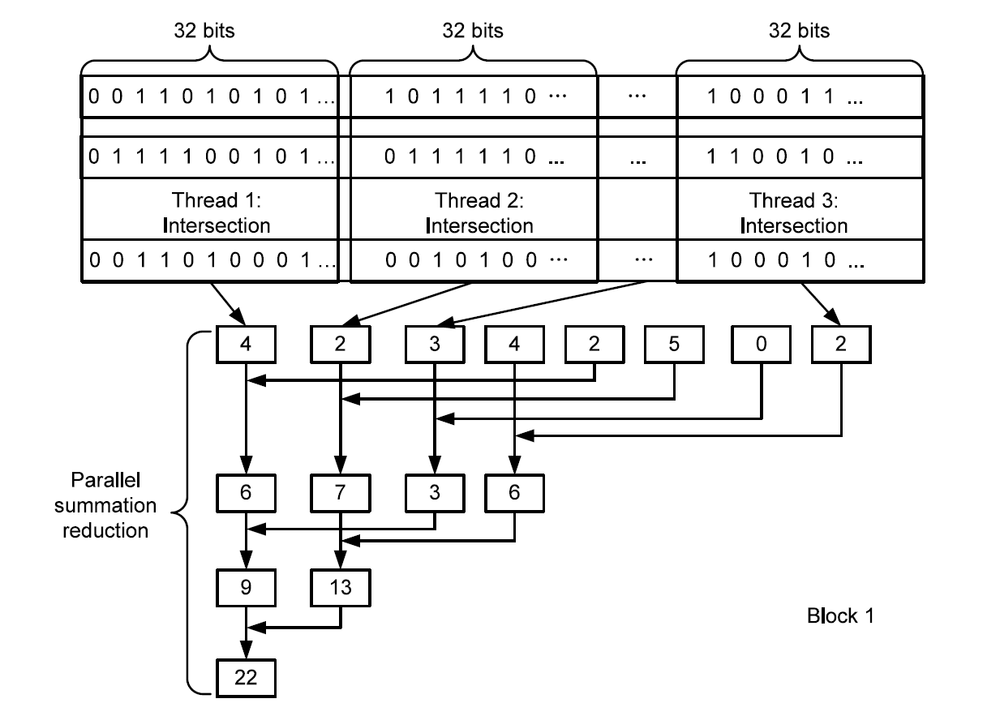 32 bits 32 bits 32 bits
0 0 1 1 0 1 0 1 0 1 ... 1 0 1 1 1 1 0 ... ... 1 0 0 0 1 1 ...
0 1 1 1 1 0 0 1 0 1 ... 0 1 1 1 1 1 0 ... ... 1 1 0 0 1 0 ...
Thread 1: Thread 2: Thread 3:
Intersection Intersection Intersection
0 0 1 1 0 1 0 0 0 1 ... 0 0 1 0 1 0 0 ... ... 1 0 0 0 1 0 ...
4 2 3 4 2 5 0 2
Parallel
summation
reduction
6 7 3 6
9 13
Block 1
22